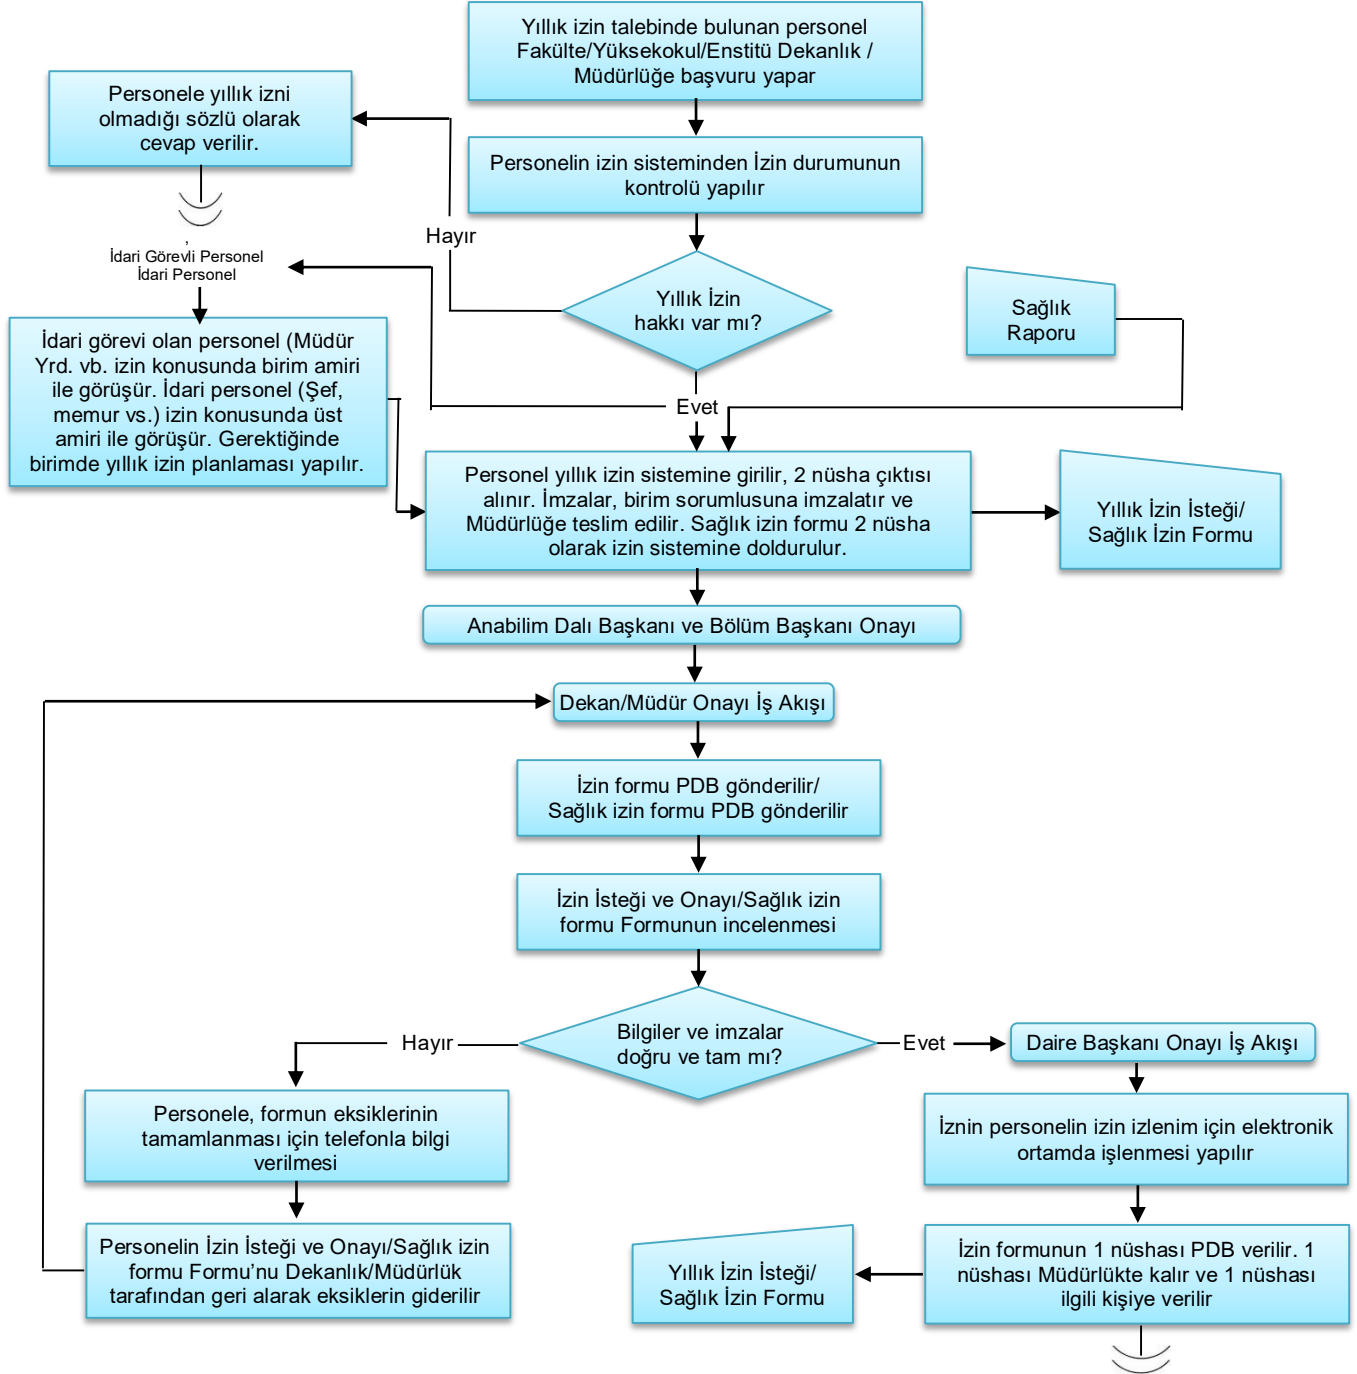 Yıllık izin talebinde bulunan personel
Fakülte/Yüksekokul/Enstitü Dekanlık /
Müdürlüğe başvuru yapar
Personele yıllık izni
olmadığı sözlü olarak
cevap verilir.
Personelin izin sisteminden İzin durumunun
kontrolü yapılır
Hayır
,
İdari Görevli Personel
İdari Personel
Yıllık İzin
hakkı var mı?
Sağlık
Raporu
İdari görevi olan personel (Müdür
Yrd. vb. izin konusunda birim amiri
ile görüşür. İdari personel (Şef,
memur vs.) izin konusunda üst
amiri ile görüşür. Gerektiğinde
birimde yıllık izin planlaması yapılır.
Evet
Personel yıllık izin sistemine girilir, 2 nüsha çıktısı
alınır. İmzalar, birim sorumlusuna imzalatır ve
Müdürlüğe teslim edilir. Sağlık izin formu 2 nüsha
olarak izin sistemine doldurulur.
Yıllık İzin İsteği/
Sağlık İzin Formu
Anabilim Dalı Başkanı ve Bölüm Başkanı Onayı
Dekan/Müdür Onayı İş Akışı
İzin formu PDB gönderilir/
Sağlık izin formu PDB gönderilir
İzin İsteği ve Onayı/Sağlık izin
formu Formunun incelenmesi
Bilgiler ve imzalar
doğru ve tam mı?
Hayır
Evet
Daire Başkanı Onayı İş Akışı
Personele, formun eksiklerinin
tamamlanması için telefonla bilgi
verilmesi
İznin personelin izin izlenim için elektronik
ortamda işlenmesi yapılır
Personelin İzin İsteği ve Onayı/Sağlık izin
formu Formu’nu Dekanlık/Müdürlük
tarafından geri alarak eksiklerin giderilir
Yıllık İzin İsteği/
Sağlık İzin Formu
İzin formunun 1 nüshası PDB verilir. 1
nüshası Müdürlükte kalır ve 1 nüshası
ilgili kişiye verilir